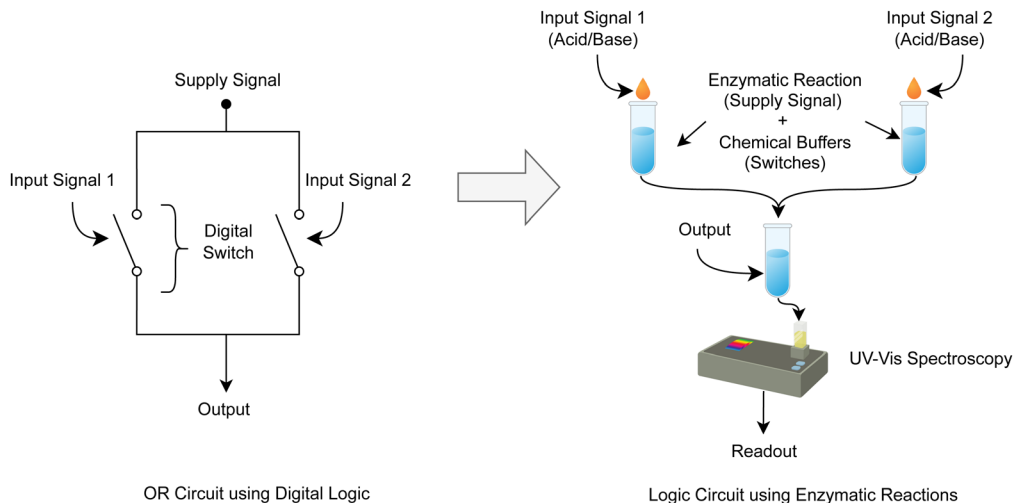 Supply Signal
Input Signal 1
Input Signal 2
Digital
Switch
Output
OR Circuit using Digital Logic
Input Signal 1
(Acid/Base)
Input Signal 2
(Acid/Base)
Enzymatic Reaction
(Supply Signal)
+
Chemical Buffers
(Switches)
Output
UV-Vis Spectroscopy
Readout
Logic Circuit using Enzymatic Reactions